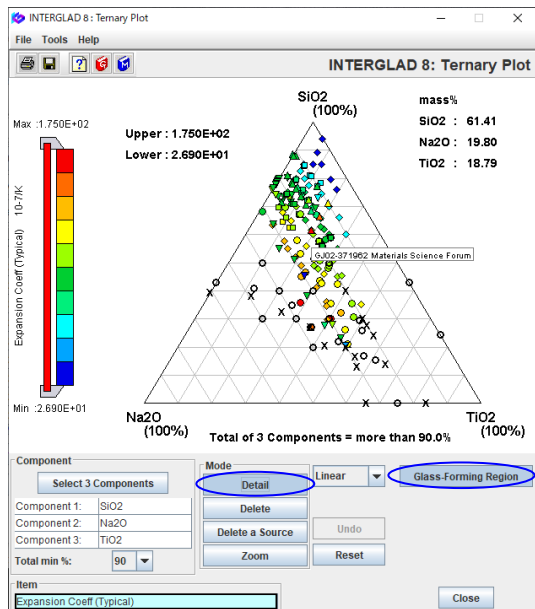 INTERGLAD 8: Ternary Plot
File Tools Help
INTERGLAD 8: Ternary Plot
SiO2
(100%)
mass%
Max :1.750E+02
Upper : 1.750E+02
Lower : 2.690E+01
SiO2 : 61.41
Na2O : 19.80
TiO2 : 18.79
Expansion Coeff (Typical) 10-7/K
GJ02-371962 Materials Science Forum
Min :2.690E+01
Na2O
(100%)
TiO2
(100%)
Total of 3 Components = more than 90.0%
Component
Select 3 Components
Component 1: SiO2
Component 2: Na2O
Component 3: TiO2
Total min %: 90
Mode
Detail
Delete
Delete a Source
Zoom
Linear
Undo
Reset
Glass-Forming Region
Item
Expansion Coeff (Typical)
Close